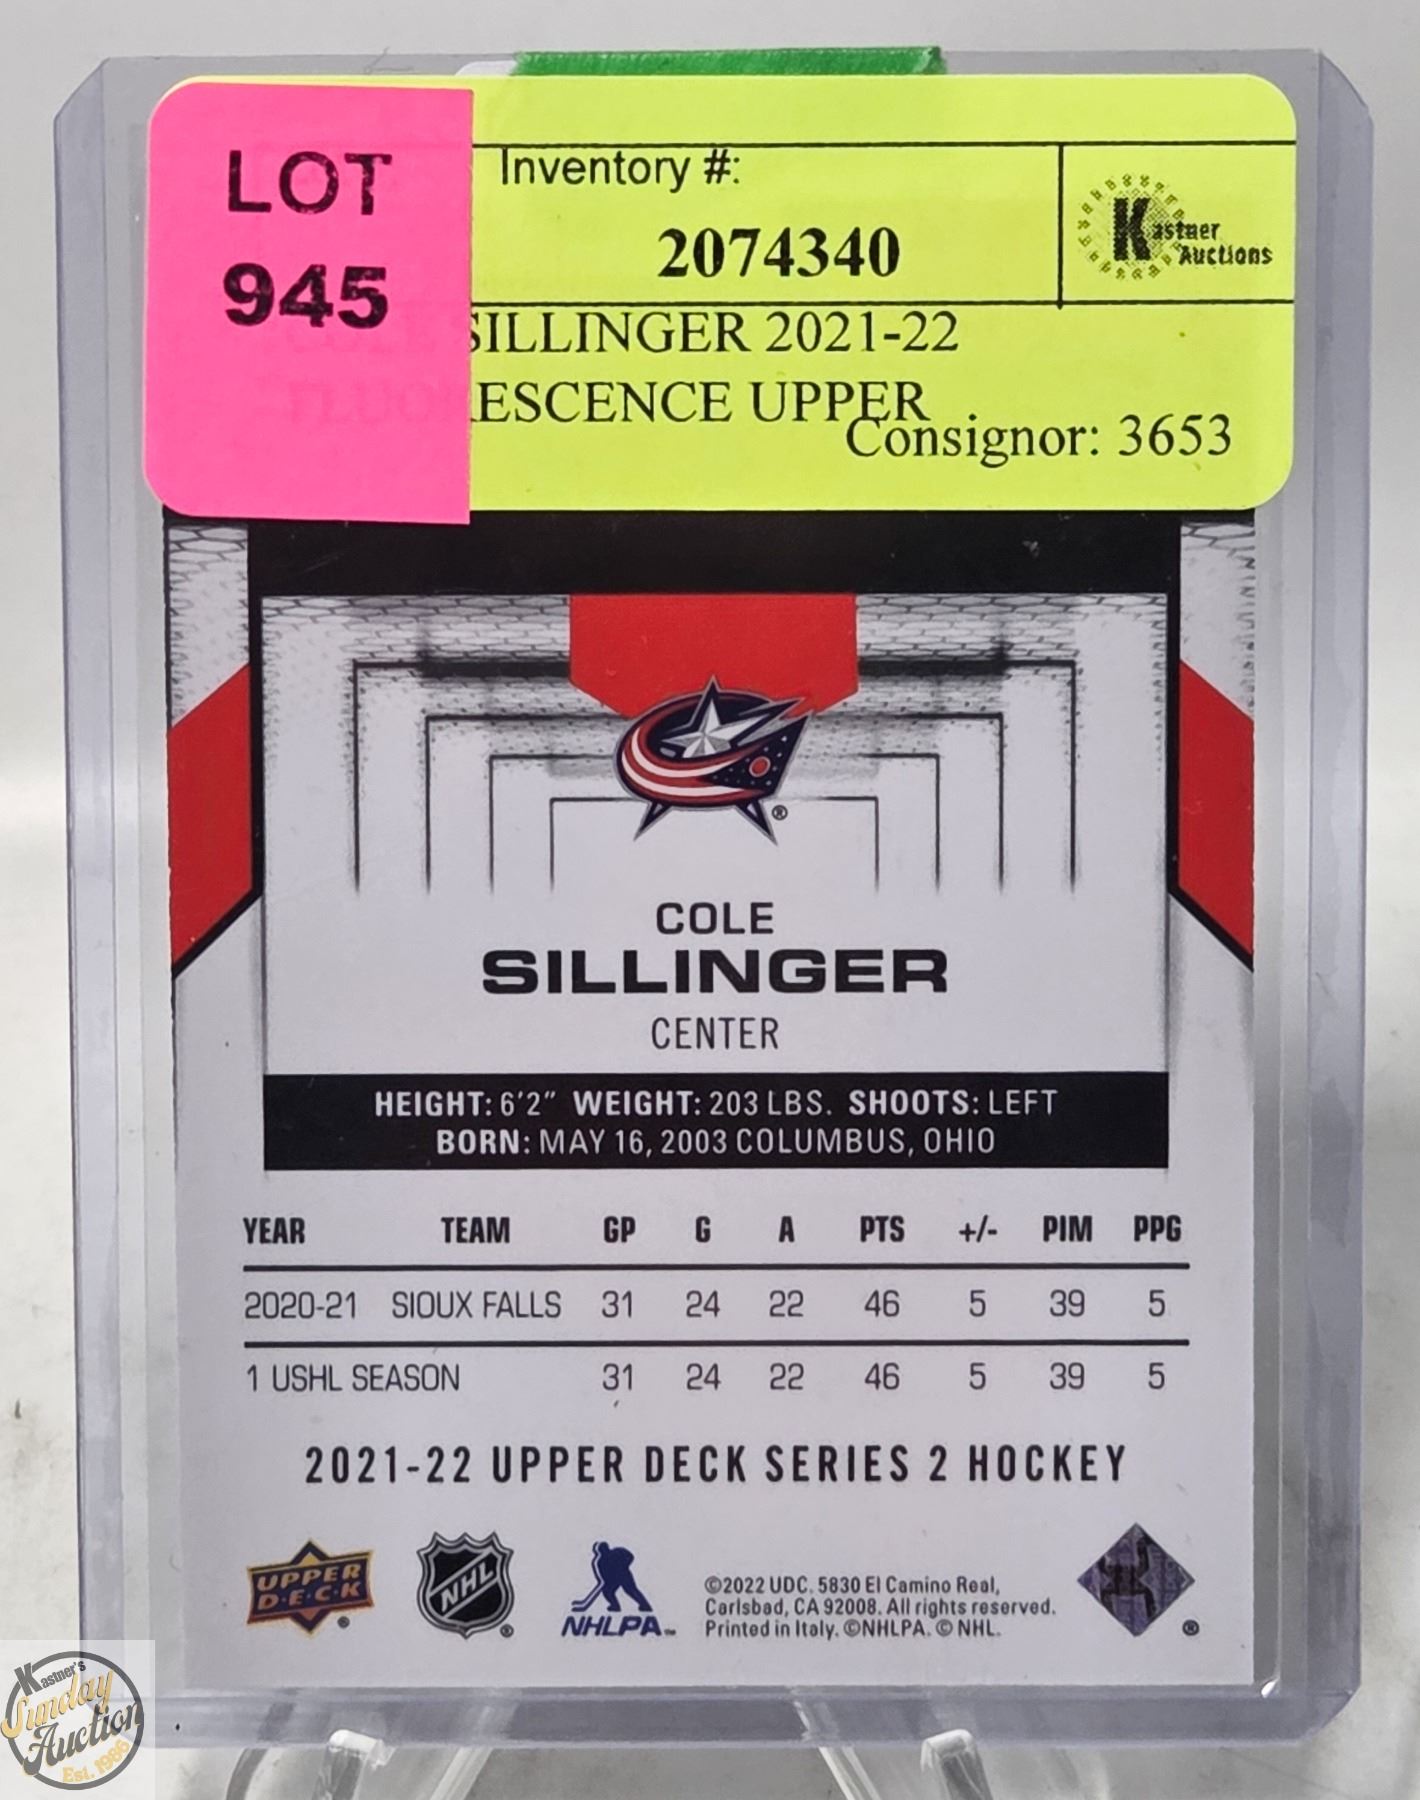 LOT
945
Inventory #:
2074340
Kastner
Auctions
COLE SILLINGER 2021-22
FLUORESCENCE UPPER
Consignor: 3653
COLE
SILLINGER
CENTER
HEIGHT: 6'2" WEIGHT: 203 LBS. SHOOTS: LEFT
BORN: MAY 16, 2003 COLUMBUS, OHIO
YEAR TEAM GP G A PTS +/- PIM PPG
2020-21 SIOUX FALLS 31 24 22 46 5 39 5
1 USHL SEASON 31 24 22 46 5 39 5
2021-22 UPPER DECK SERIES 2 HOCKEY
UPPER
D·E·C·K ®
NHL ®
NHLPA™
©2022 UDC. 5830 El Camino Real,
Carlsbad, CA 92008. All rights reserved.
Printed in Italy. ©NHLPA. © NHL.
®
Kastner's
Sunday
Auction
Est. 1986